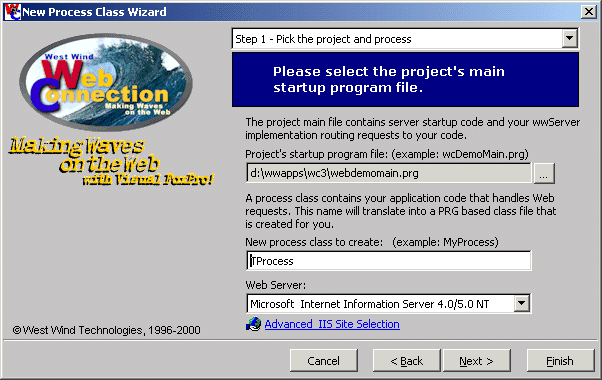 New Process Class Wizard
West Wind
Web
Connection
Making Waves
on the Web
Making Waves
on the Web
with Visual FoxPro!
© West Wind Technologies, 1996-2000
Step 1 - Pick the project and process
Please select the project's main
startup program file.
The project main file contains server startup code and your wwServer
implementation routing requests to your code.
Project's startup program file: (example: wcDemoMain.prg)
d:\wwapps\wc3\webdemomain.prg
...
A process class contains your application code that handles Web
requests. This name will translate into a PRG based class file that
is created for you.
New process class to create: (example: MyProcess)
TProcess
Web Server:
Microsoft Internet Information Server 4.0/5.0 NT
Advanced IIS Site Selection
Cancel
< Back
Next >
Finish